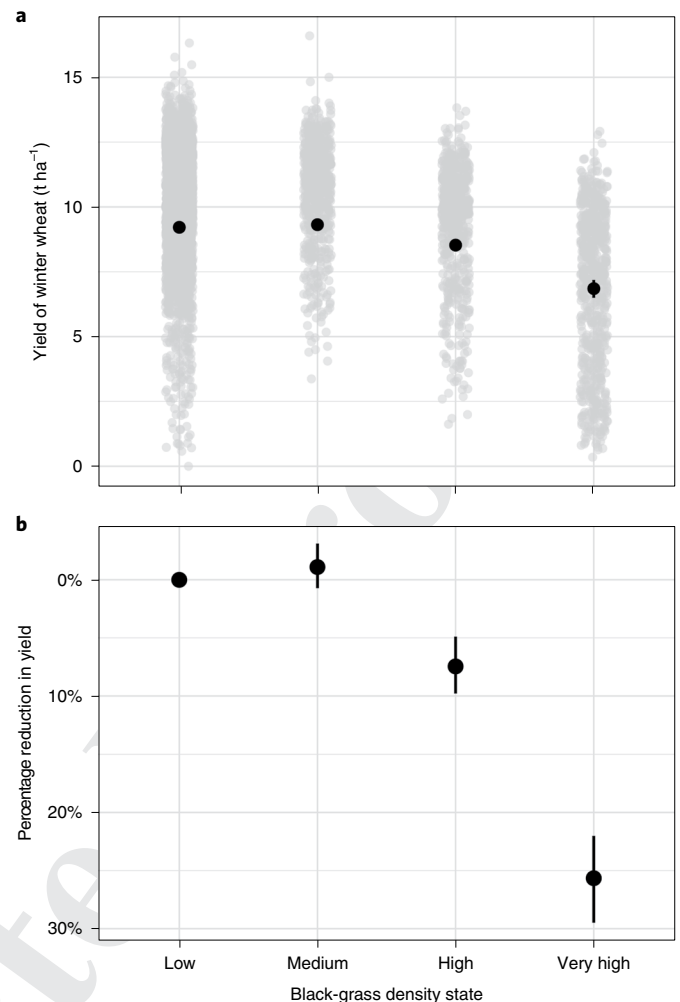 a
Yield of winter wheat (t ha⁻¹)
15
10
5
0
b
Percentage reduction in yield
0%
10%
20%
30%
Low Medium High Very high
Black-grass density state